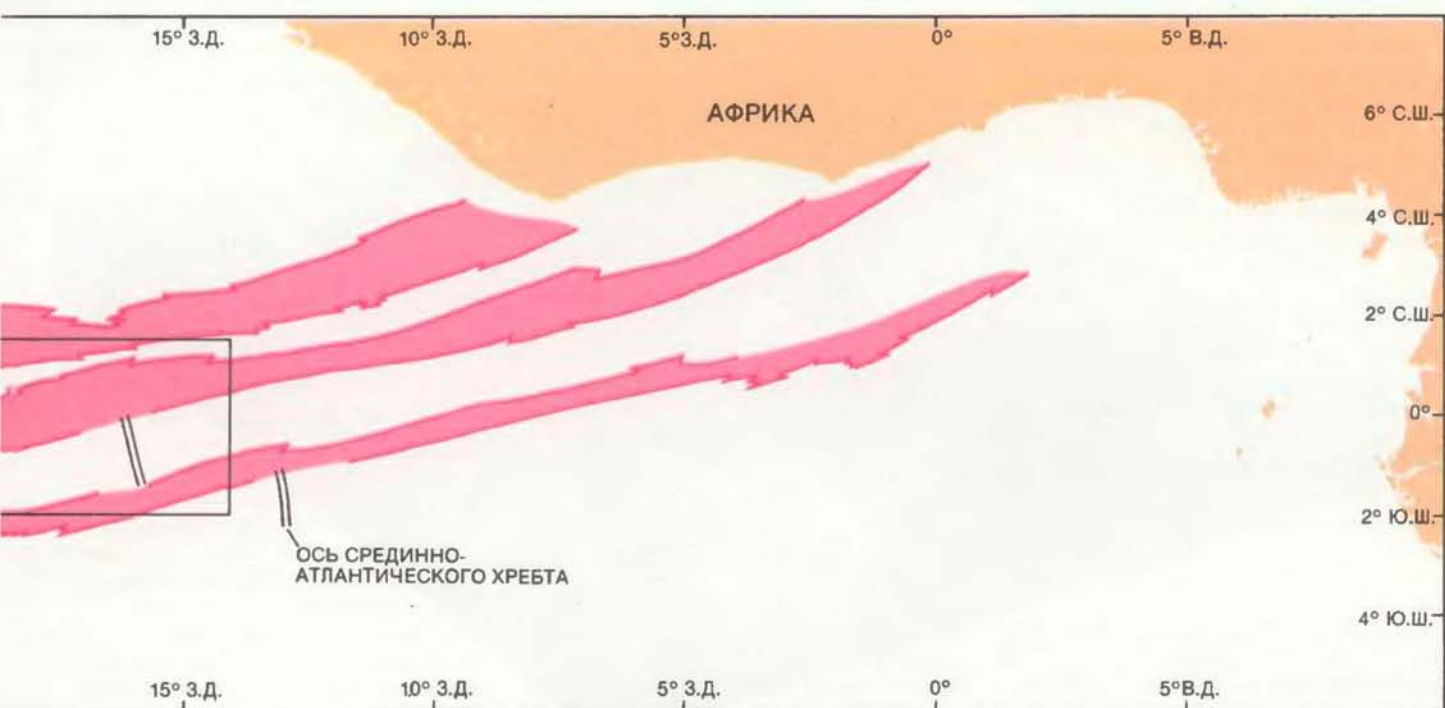 15° З.Д. 10° З.Д. 5° З.Д. 0° 5° В.Д.
АФРИКА
6° С.Ш.
4° С.Ш.
2° С.Ш.
0°
2° Ю.Ш.
ОСЬ СРЕДИННО-
АТЛАНТИЧЕСКОГО ХРЕБТА
4° Ю.Ш.
15° З.Д. 10° З.Д. 5° З.Д. 0° 5° В.Д.